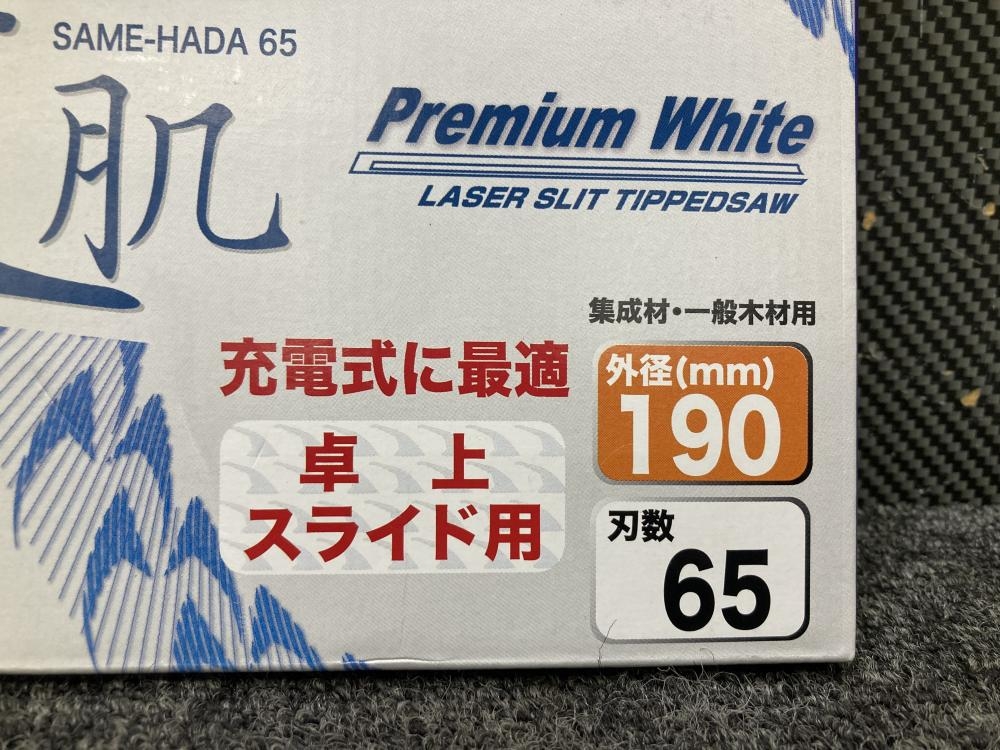 SAME-HADA 65
肌
Premium White
LASER SLIT TIPPEDSAW
集成材・一般木材用
充電式に最適
卓上
スライド用
外径(mm)
190
刃数
65